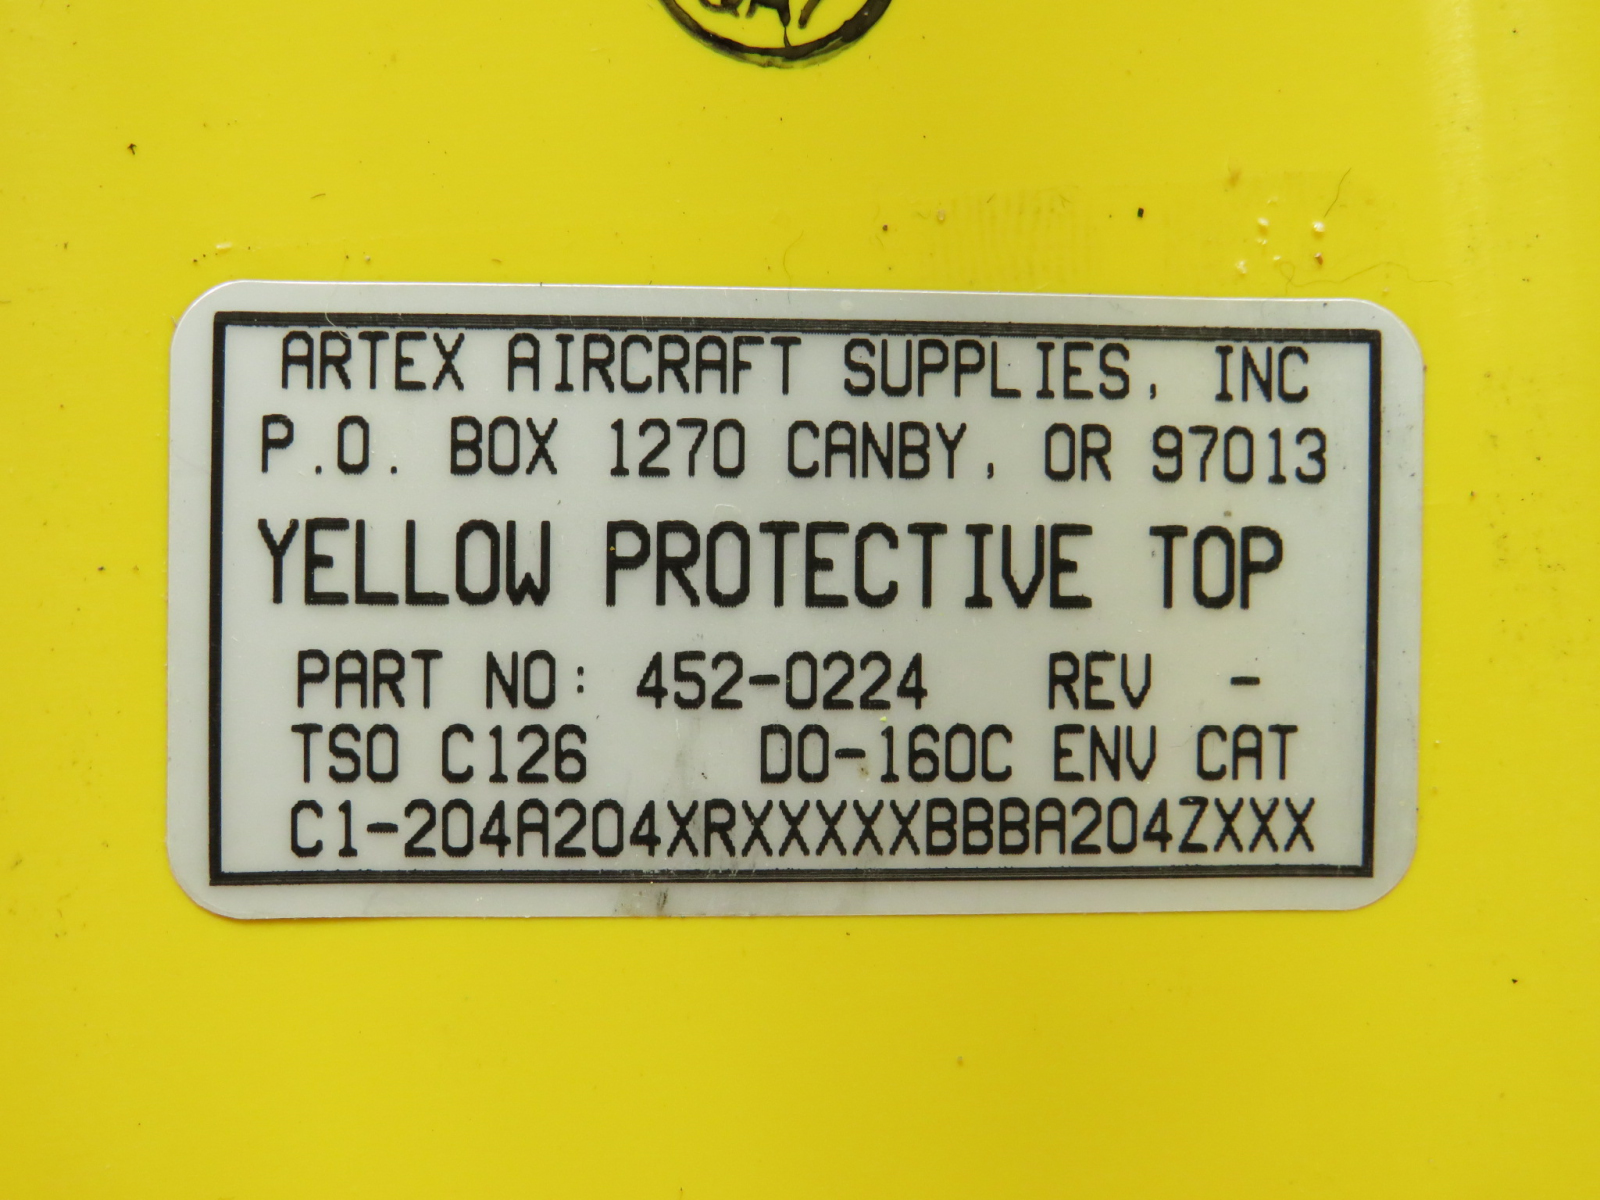 ARTEX AIRCRAFT SUPPLIES, INC
P.O. BOX 1270 CANBY, OR 97013
YELLOW PROTECTIVE TOP
PART NO: 452-0224 REV -
TSO C126 DO-160C ENV CAT
C1-204A204XRXXXXXBBBA204ZXXX